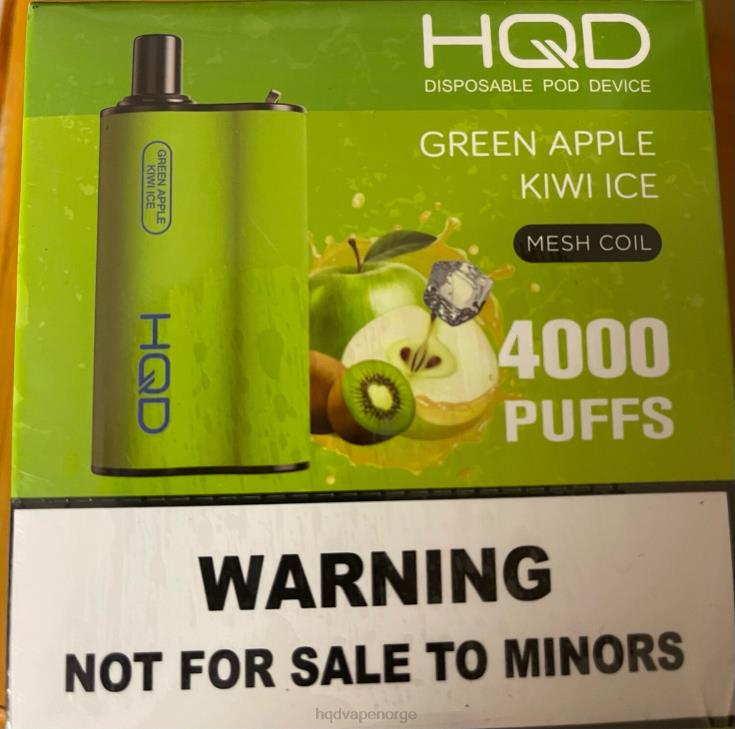 HQD
DISPOSABLE POD DEVICE
GREEN APPLE
KIWI ICE
MESH COIL
4000
PUFFS
GREEN APPLE
KIWI ICE
HQD
WARNING
NOT FOR SALE TO MINORS
hqdvapenorge